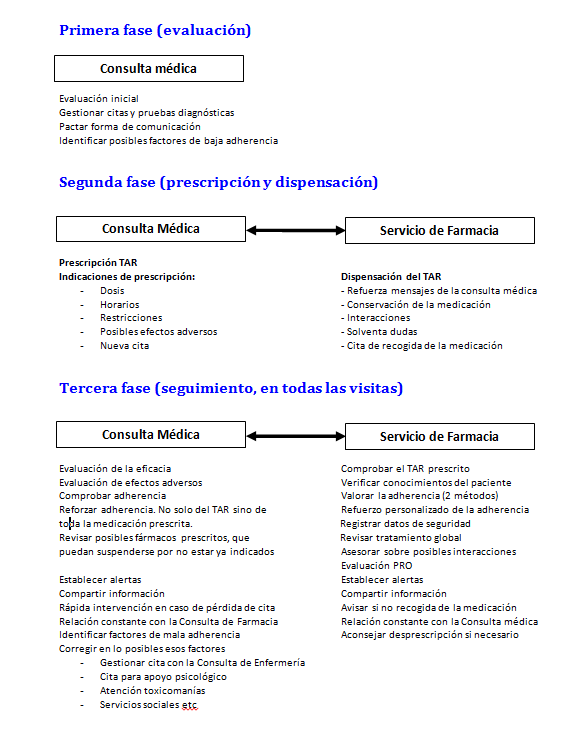 Primera fase (evaluación)
Consulta médica
Evaluación inicial
Gestionar citas y pruebas diagnósticas
Pactar forma de comunicación
Identificar posibles factores de baja adherencia
Segunda fase (prescripción y dispensación)
Consulta Médica
Servicio de Farmacia
Prescripción TAR
Indicaciones de prescripción:
- Dosis
- Horarios
- Restricciones
- Posibles efectos adversos
- Nueva cita
Dispensación del TAR
- Refuerza mensajes de la consulta médica
- Conservación de la medicación
- Interacciones
- Solventa dudas
- Cita de recogida de la medicación
Tercera fase (seguimiento, en todas las visitas)
Consulta Médica
Servicio de Farmacia
Evaluación de la eficacia
Evaluación de efectos adversos
Comprobar adherencia
Reforzar adherencia. No solo del TAR sino de
toda la medicación prescrita.
Revisar posibles fármacos prescritos, que
puedan suspenderse por no estar ya indicados
Establecer alertas
Compartir información
Rápida intervención en caso de pérdida de cita
Relación constante con la Consulta de Farmacia
Identificar factores de mala adherencia
Corregir en lo posibles esos factores
- Gestionar cita con la Consulta de Enfermería
- Cita para apoyo psicológico
- Atención toxicomanías
- Servicios sociales etc
Comprobar el TAR prescrito
Verificar conocimientos del paciente
Valorar la adherencia (2 métodos)
Refuerzo personalizado de la adherencia
Registrar datos de seguridad
Revisar tratamiento global
Asesorar sobre posibles interacciones
Evaluación PRO
Establecer alertas
Compartir información
Avisar si no recogida de la medicación
Relación constante con la Consulta médica
Aconsejar desprescripción si necesario